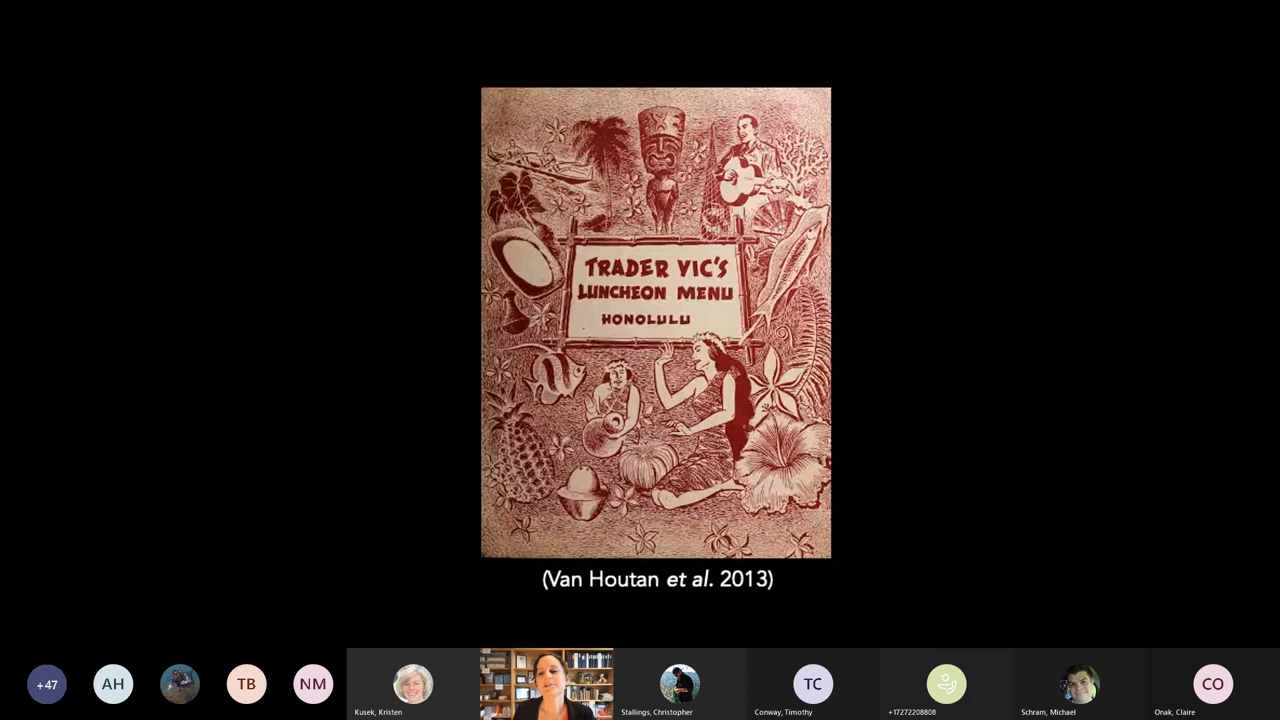 TRADER VIC'S
LUNCHEON MENU
HONOLULU
(Van Houtan et al. 2013)
+47
AH
TB
NM
Kusek, Kristen
Stallings, Christopher
TC
Conway, Timothy
+17272208808
Schram, Michael
CO
Onak, Claire